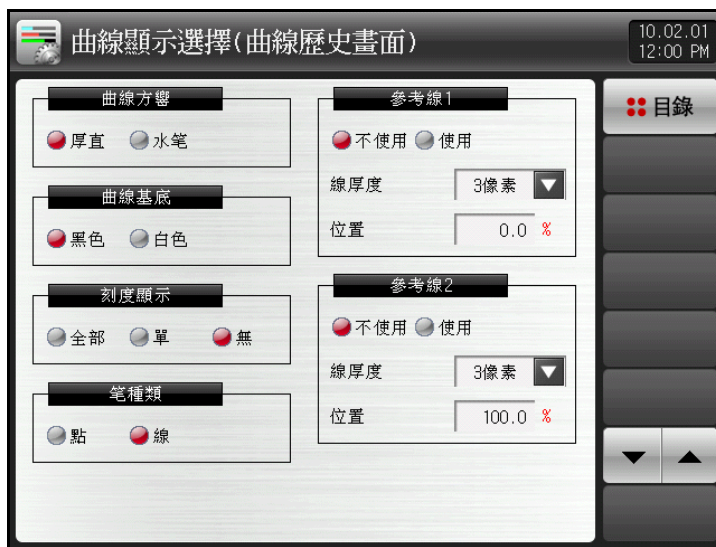 曲線顯示選擇(曲線歷史畫面)
10.02.01
12:00 PM
目錄
曲線方響
厚直 水笔
曲線基底
黑色 白色
刻度顯示
全部 單 無
笔種類
點 線
參考線1
不使用 使用
線厚度 3像素
位置 0.0 %
參考線2
不使用 使用
線厚度 3像素
位置 100.0 %